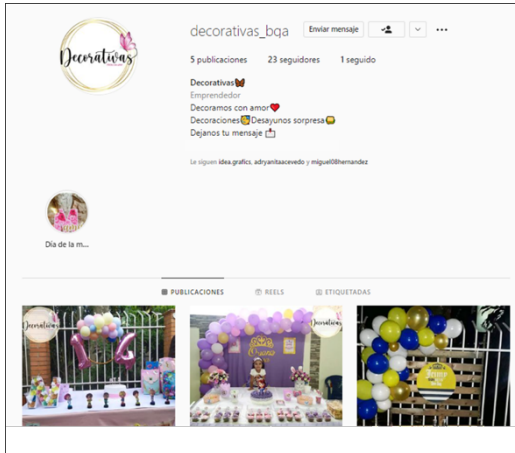 Decorativas
decorativas_bqa
Enviar mensaje
5 publicaciones 23 seguidores 1 seguido
Decorativas🦋
Emprendedor
Decoramos con amor❤
Desayunos sorpresa
Decoraciones
Dejanos tu mensaje 📩
Le siguen idea.grafics, adryanitaacevedo y miguel08hernandez
Día de la m...
PUBLICACIONES
REELS
ETIQUETADAS
Decorativas
Decorativas